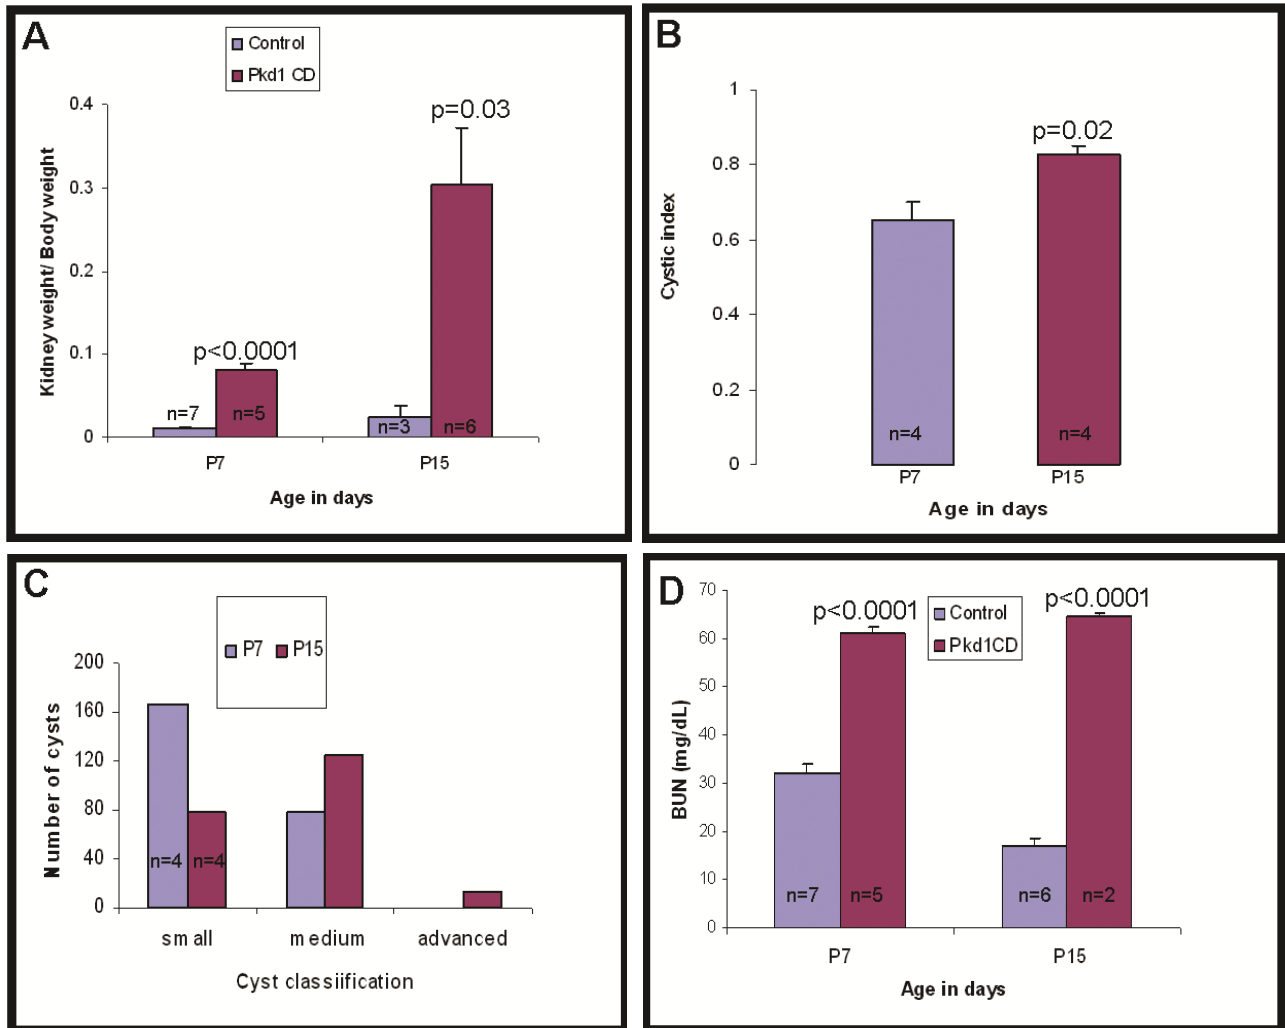 A
Control
Pkd1 CD
Kidney weight/ Body weight
0.4
0.3
0.2
0.1
0
p<0.0001
p=0.03
n=7
n=5
n=3
n=6
P7
P15
Age in days
B
Cystic index
1
0.8
0.6
0.4
0.2
0
p=0.02
n=4
n=4
P7
P15
Age in days
C
P7
P15
Number of cysts
200
160
120
80
40
0
n=4
n=4
small
medium
advanced
Cyst classiification
D
Control
Pkd1CD
BUN (mg/dL)
70
60
50
40
30
20
10
0
p<0.0001
p<0.0001
n=7
n=5
n=6
n=2
P7
P15
Age in days